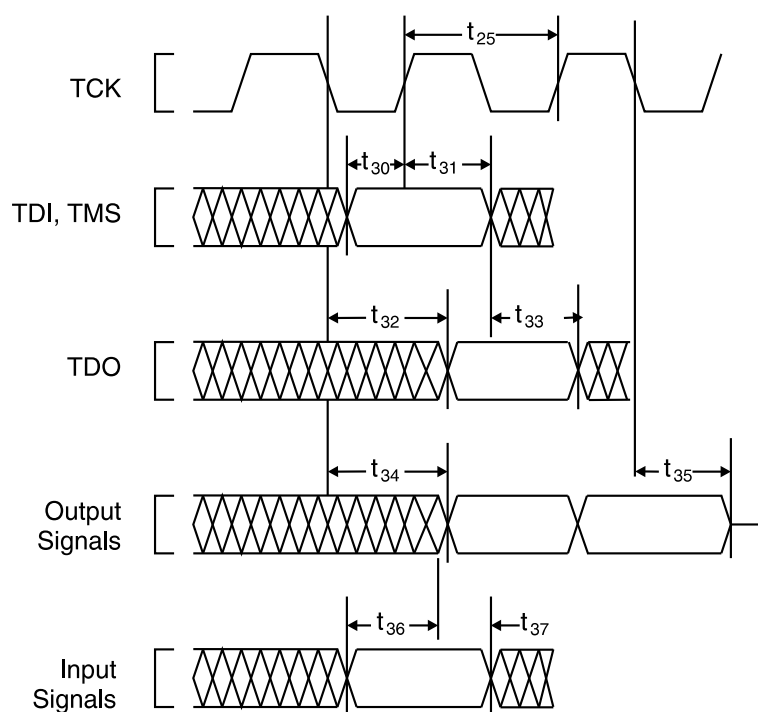 t25
TCK
t30 t31
TDI, TMS
t32 t33
TDO
t34 t35
Output
Signals
t36 t37
Input
Signals